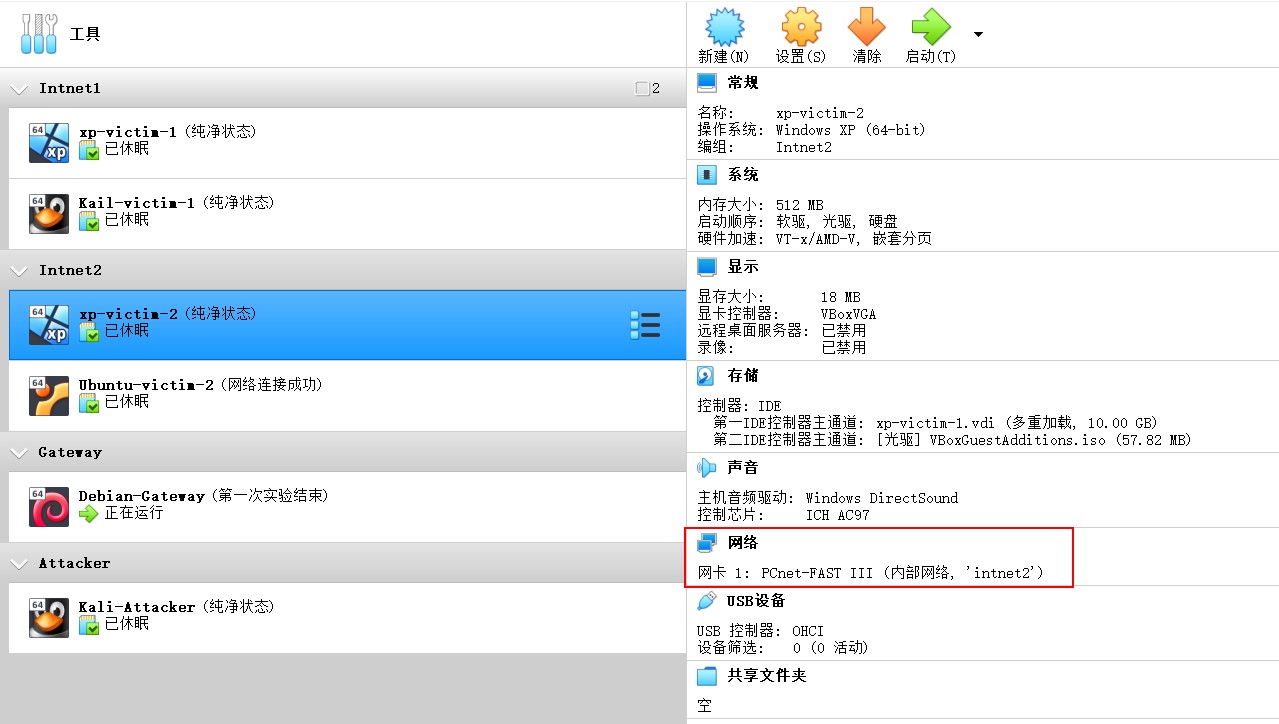 工具
Intnet1
2
64
xp
xp-victim-1 (纯净状态)
已休眠
64
Kail-victim-1 (纯净状态)
已休眠
Intnet2
64
xp
xp-victim-2 (纯净状态)
已休眠
64
Ubuntu-victim-2 (网络连接成功)
已休眠
Gateway
64
Debian-Gateway (第一次实验结束)
正在运行
Attacker
64
Kali-Attacker (纯净状态)
已休眠
新建(N) 设置(S) 清除 启动(T)
常规
名称: xp-victim-2
操作系统: Windows XP (64-bit)
编组: Intnet2
系统
内存大小: 512 MB
启动顺序: 软驱, 光驱, 硬盘
硬件加速: VT-x/AMD-V, 嵌套分页
显示
显存大小: 18 MB
显卡控制器: VBoxVGA
远程桌面服务器: 已禁用
录像: 已禁用
存储
控制器: IDE
第一IDE控制器主通道: xp-victim-1.vdi (多重加载, 10.00 GB)
第二IDE控制器主通道: [光驱] VBoxGuestAdditions.iso (57.82 MB)
声音
主机音频驱动: Windows DirectSound
控制芯片: ICH AC97
网络
网卡 1: PCnet-FAST III (内部网络, 'intnet2')
USB设备
USB 控制器: OHCI
设备筛选: 0 (0 活动)
共享文件夹
空